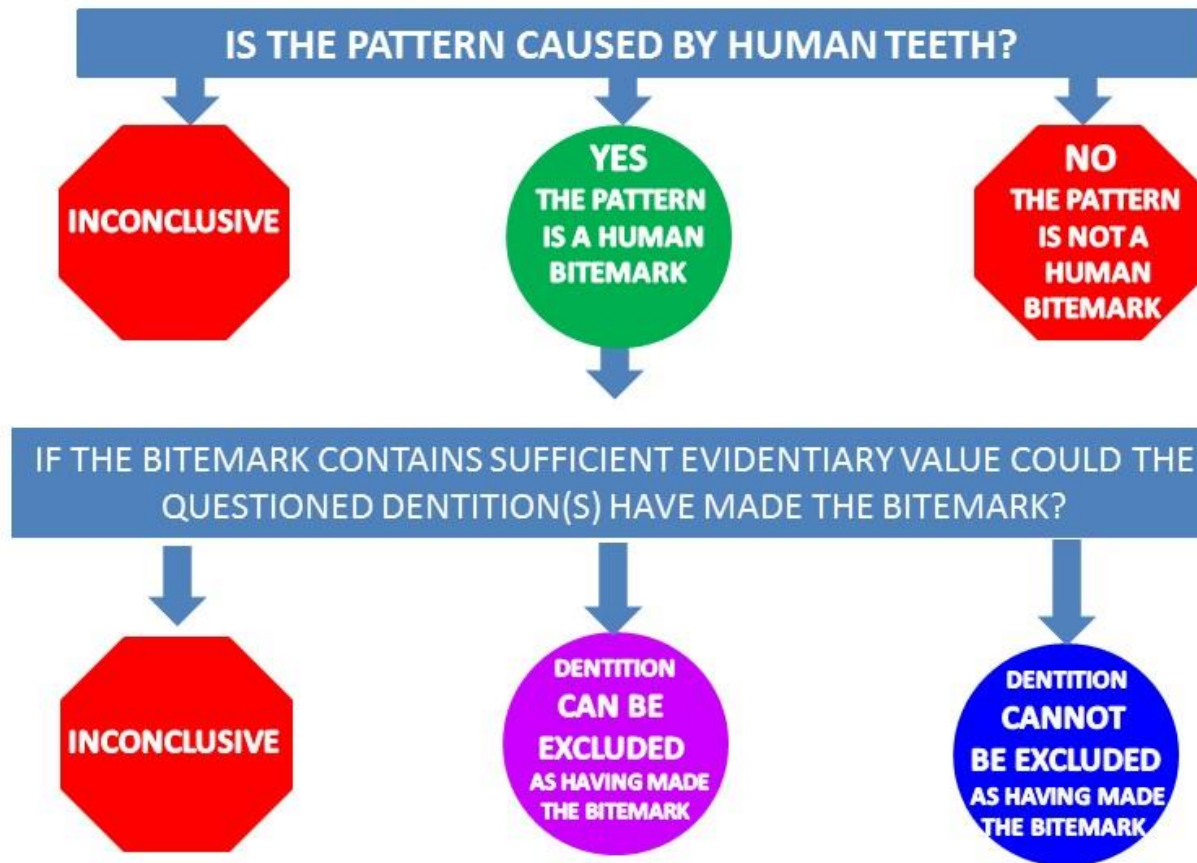 IS THE PATTERN CAUSED BY HUMAN TEETH?
INCONCLUSIVE
YES
THE PATTERN
IS A HUMAN
BITEMARK
NO
THE PATTERN
IS NOT A
HUMAN
BITEMARK
IF THE BITEMARK CONTAINS SUFFICIENT EVIDENTIARY VALUE COULD THE
QUESTIONED DENTITION(S) HAVE MADE THE BITEMARK?
INCONCLUSIVE
DENTITION
CAN BE
EXCLUDED
AS HAVING MADE
THE BITEMARK
DENTITION
CANNOT
BE EXCLUDED
AS HAVING MADE
THE BITEMARK